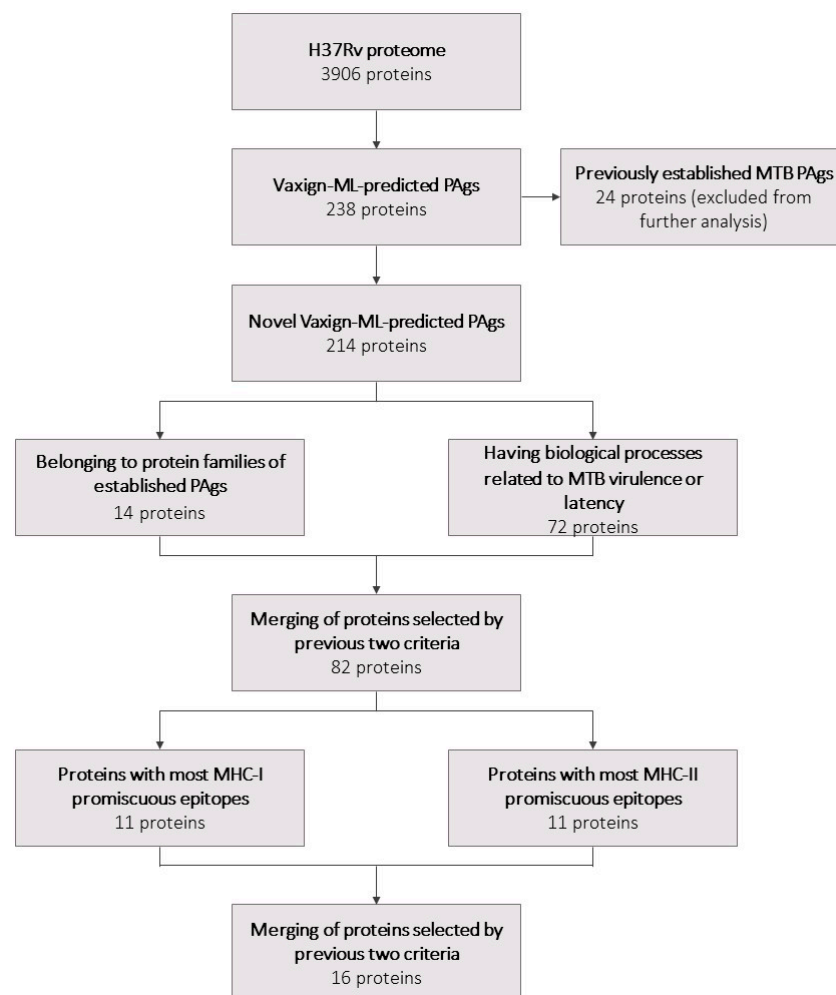 H37Rv proteome
3906 proteins
Vaxign-ML-predicted PAgs
238 proteins
Previously established MTB PAgs
24 proteins (excluded from
further analysis)
Novel Vaxign-ML-predicted PAgs
214 proteins
Belonging to protein families of
established PAgs
14 proteins
Having biological processes
related to MTB virulence or
latency
72 proteins
Merging of proteins selected by
previous two criteria
82 proteins
Proteins with most MHC-I
promiscuous epitopes
11 proteins
Proteins with most MHC-II
promiscuous epitopes
11 proteins
Merging of proteins selected by
previous two criteria
16 proteins